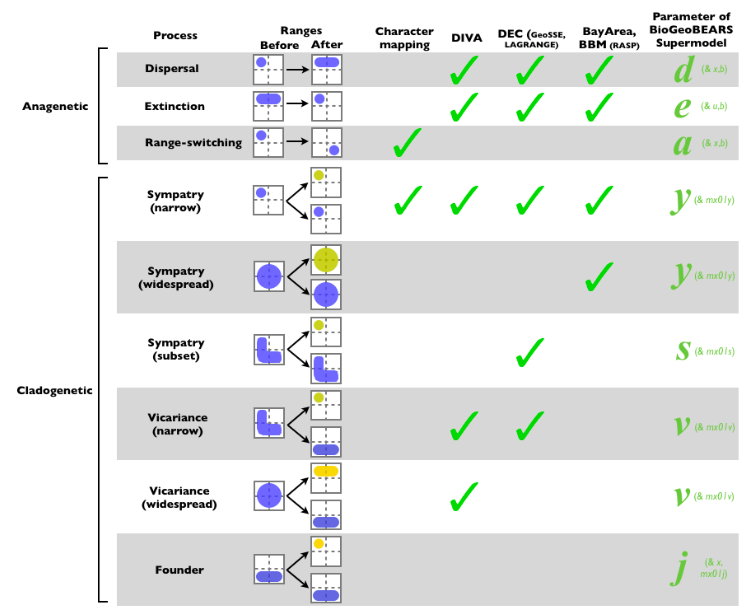 Process
Ranges
Before After
Character
mapping
DIVA
DEC (GeoSSE,
LAGRANGE)
BayArea,
BBM (RASP)
Parameter of
BioGeoBEARS
Supermodel
Anagenetic
Dispersal
d (& x,b)
Extinction
e (& u,b)
Range-switching
a (& x,b)
Cladogenetic
Sympatry
(narrow)
y (& mx01y)
Sympatry
(widespread)
y (& mx01y)
Sympatry
(subset)
s (& mx01s)
Vicariance
(narrow)
v (& mx01v)
Vicariance
(widespread)
v (& mx01v)
Founder
j (& x,
mx01j)